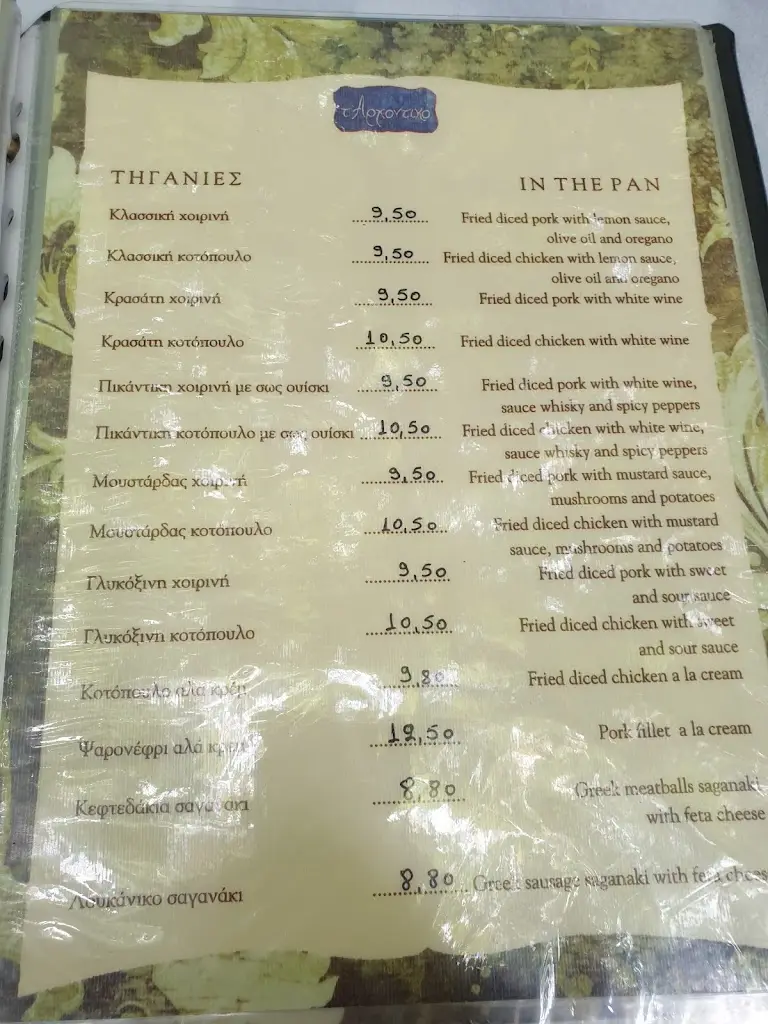 τ'Αρχοντικό
ΤΗΓΑΝΙΕΣ IN THE PAN
Κλασσική χοιρινή 9,50 Fried diced pork with lemon sauce,
olive oil and oregano
Κλασσική κοτόπουλο 9,50 Fried diced chicken with lemon sauce,
olive oil and oregano
Κρασάτη χοιρινή 9,50 Fried diced pork with white wine
Κρασάτη κοτόπουλο 10,50 Fried diced chicken with white wine
Πικάντικη χοιρινή με σως ουίσκι 9,50 Fried diced pork with white wine,
sauce whisky and spicy peppers
Πικάντικη κοτόπουλο με σως ουίσκι 10,50 Fried diced chicken with white wine,
sauce whisky and spicy peppers
Μουστάρδας χοιρινή 9,50 Fried diced pork with mustard sauce,
mushrooms and potatoes
Μουστάρδας κοτόπουλο 10,50 Fried diced chicken with mustard
sauce, mushrooms and potatoes
Γλυκόξινη χοιρινή 9,50 Fried diced pork with sweet
and sour sauce
Γλυκόξινη κοτόπουλο 10,50 Fried diced chicken with sweet
and sour sauce
Κοτόπουλο αλά κρέμ 9,80 Fried diced chicken a la cream
Ψαρονέφρι αλά κρέμ 12,50 Pork fillet a la cream
Κεφτεδάκια σαγανάκι 8,80 Greek meatballs saganaki
with feta cheese
Λουκάνικο σαγανάκι 8,80 Greek sausage saganaki with feta chees